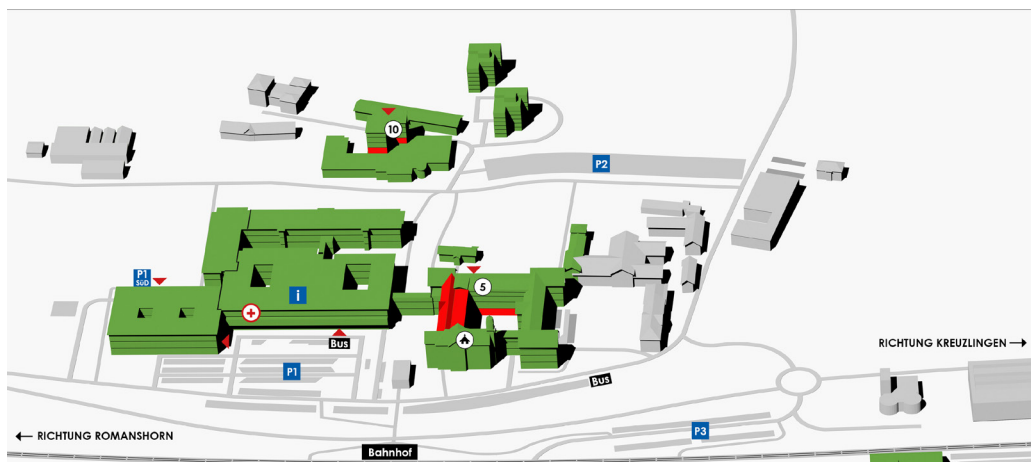 10
P2
P1
SÜD
i
5
Bus
P1
Bus
RICHTUNG KREUZLINGEN →
← RICHTUNG ROMANSHORN
Bahnhof
P3